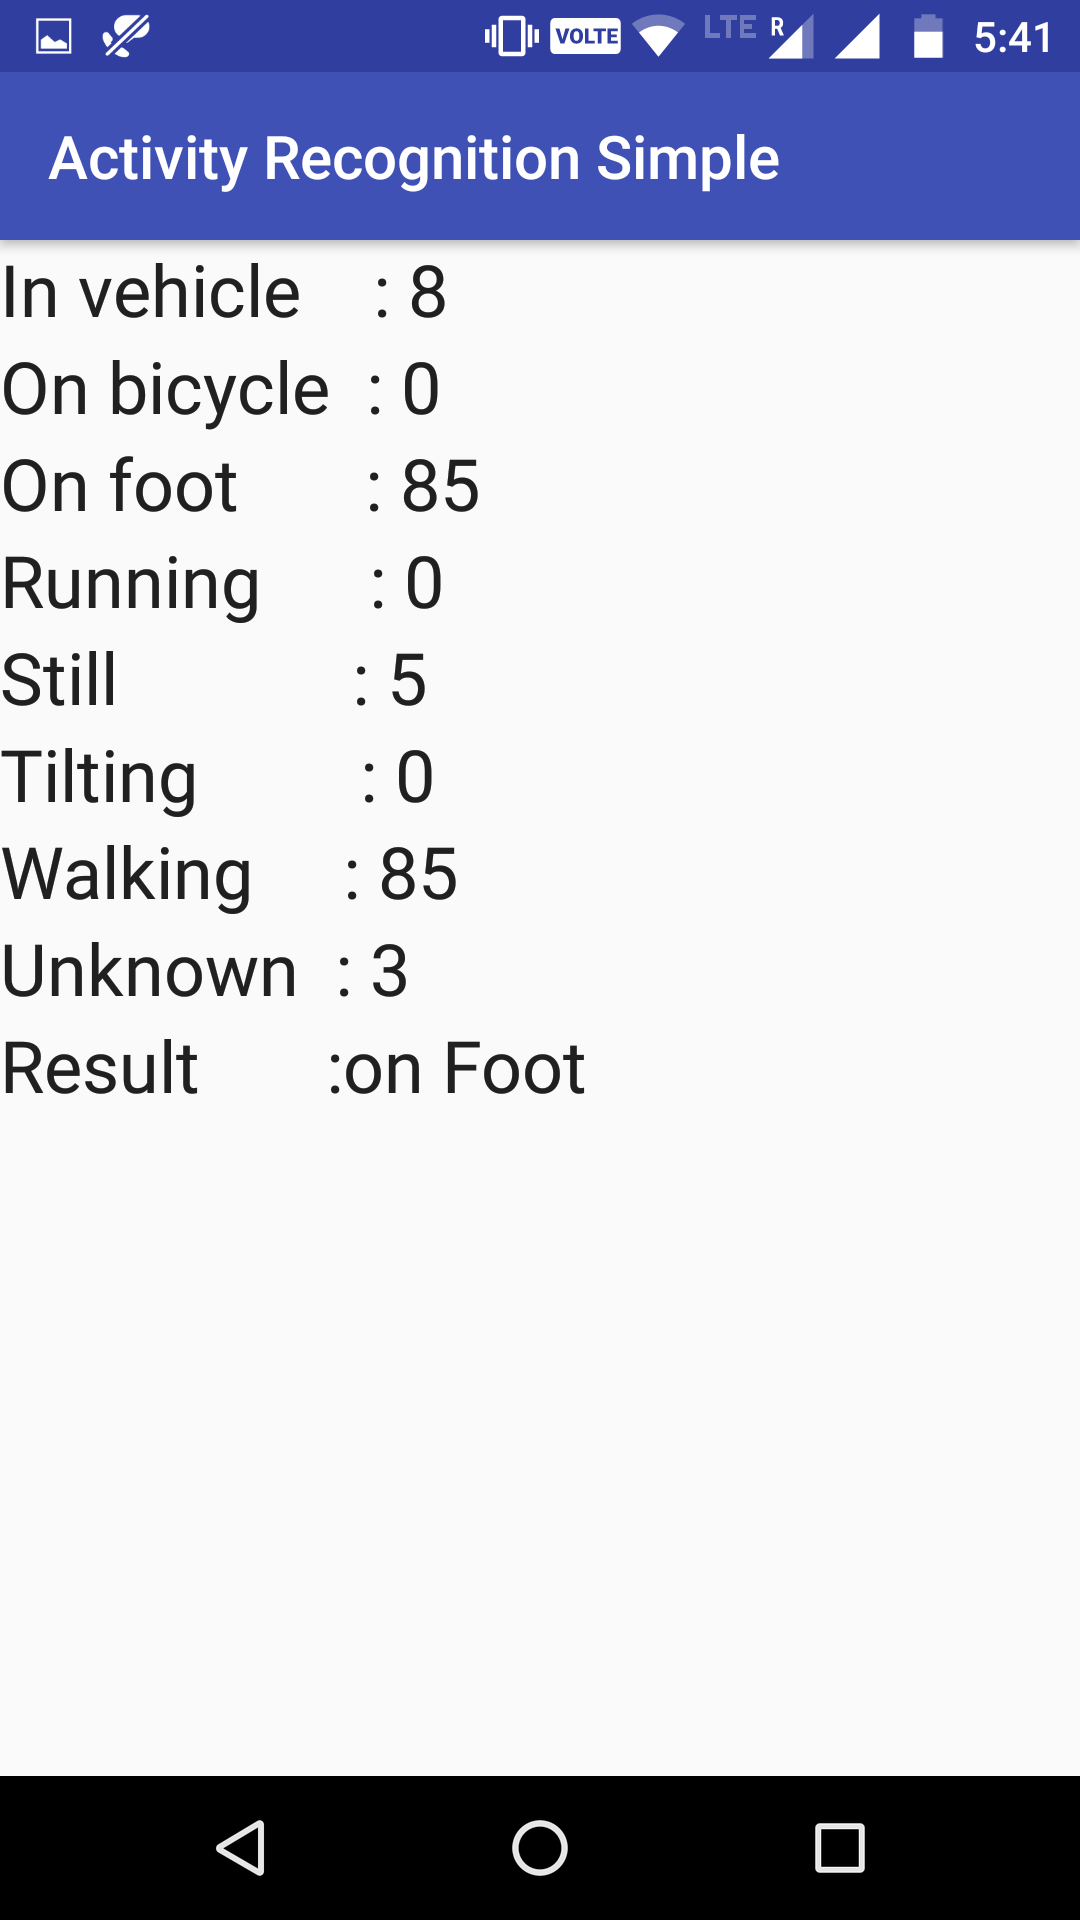 VOLTE LTE R 5:41
Activity Recognition Simple
In vehicle : 8
On bicycle : 0
On foot : 85
Running : 0
Still : 5
Tilting : 0
Walking : 85
Unknown : 3
Result :on Foot